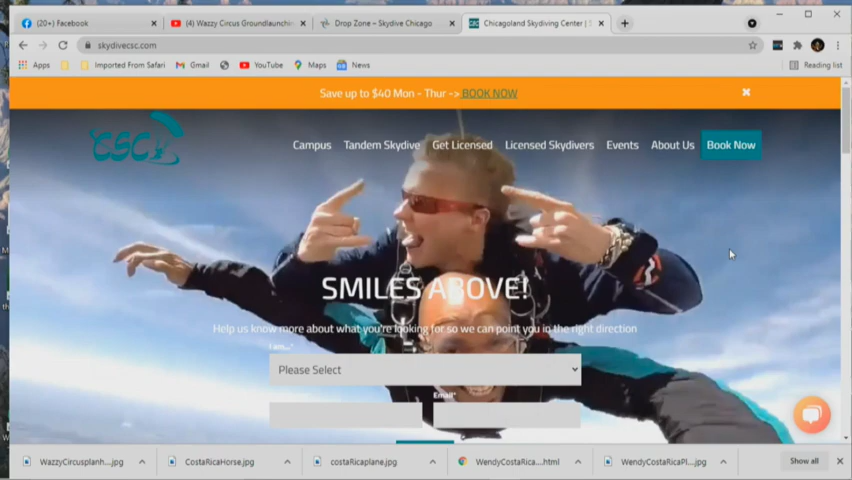 (20+) Facebook
(4) Wazzy Circus Groundlaunchin
Drop Zone – Skydive Chicago
Chicagoland Skydiving Center | S
skydivecsc.com
Apps
Imported From Safari
Gmail
YouTube
Maps
News
Reading list
Save up to $40 Mon - Thur -> BOOK NOW
CSC
Campus
Tandem Skydive
Get Licensed
Licensed Skydivers
Events
About Us
Book Now
SMILES ABOVE!
Help us know more about what you're looking for so we can point you in the right direction
I am...*
Please Select
Email*
WazzyCircusplanh....jpg
CostaRicaHorse.jpg
costaRicaplane.jpg
WendyCostaRica....html
WendyCostaRicaPl....jpg
Show all